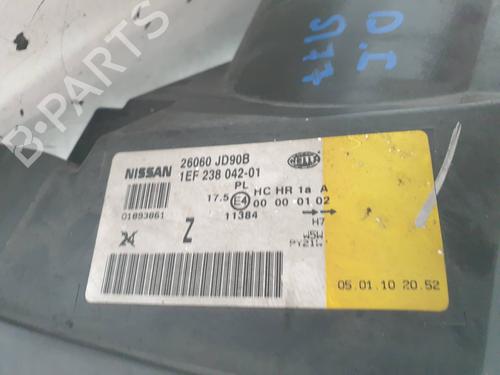 26060 JD90B
NISSAN 1EF 238 042-01 HELLA
PL
17.5 E4 HC HR 1a A
00 00 01 02
01893861 11384
H7
W5W
24 Z
05.01.10 20.52
B PARTS